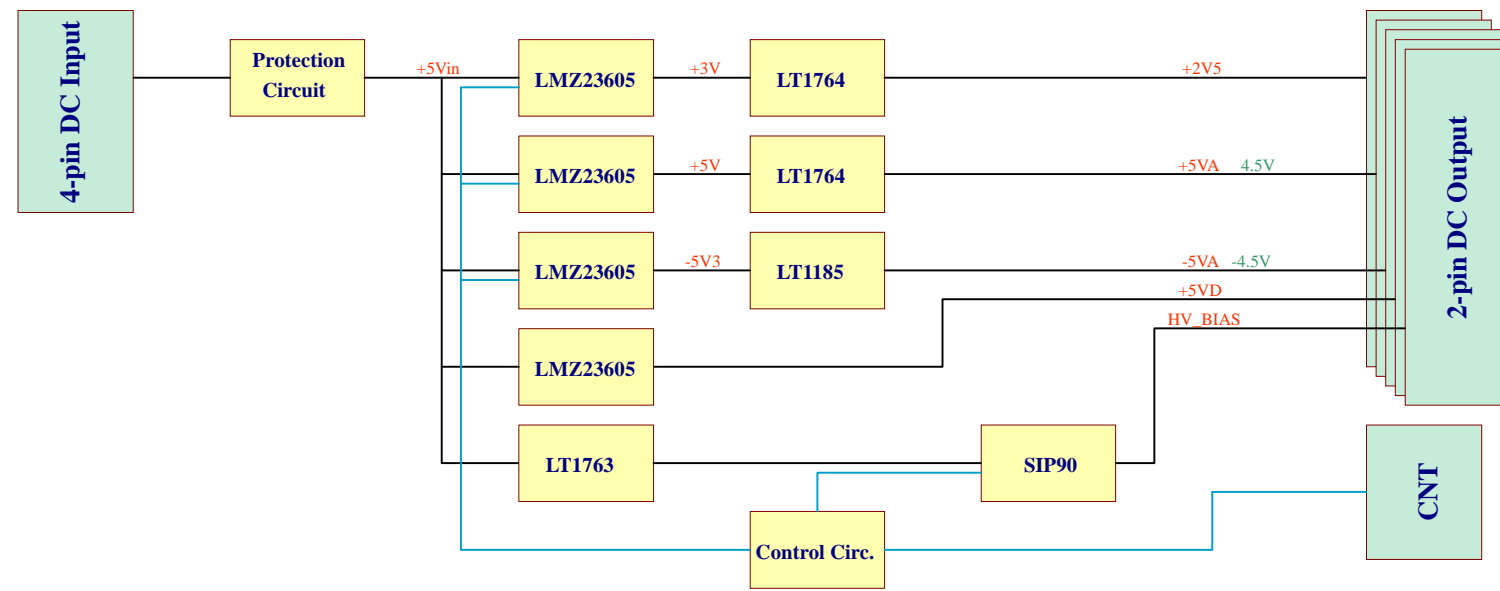 4-pin DC Input
Protection
Circuit
+5Vin
LMZ23605
+3V
LT1764
+2V5
LMZ23605
+5V
LT1764
+5VA 4.5V
LMZ23605
-5V3
LT1185
-5VA -4.5V
+5VD
HV_BIAS
LMZ23605
LT1763
SIP90
Control Circ.
2-pin DC Output
CNT